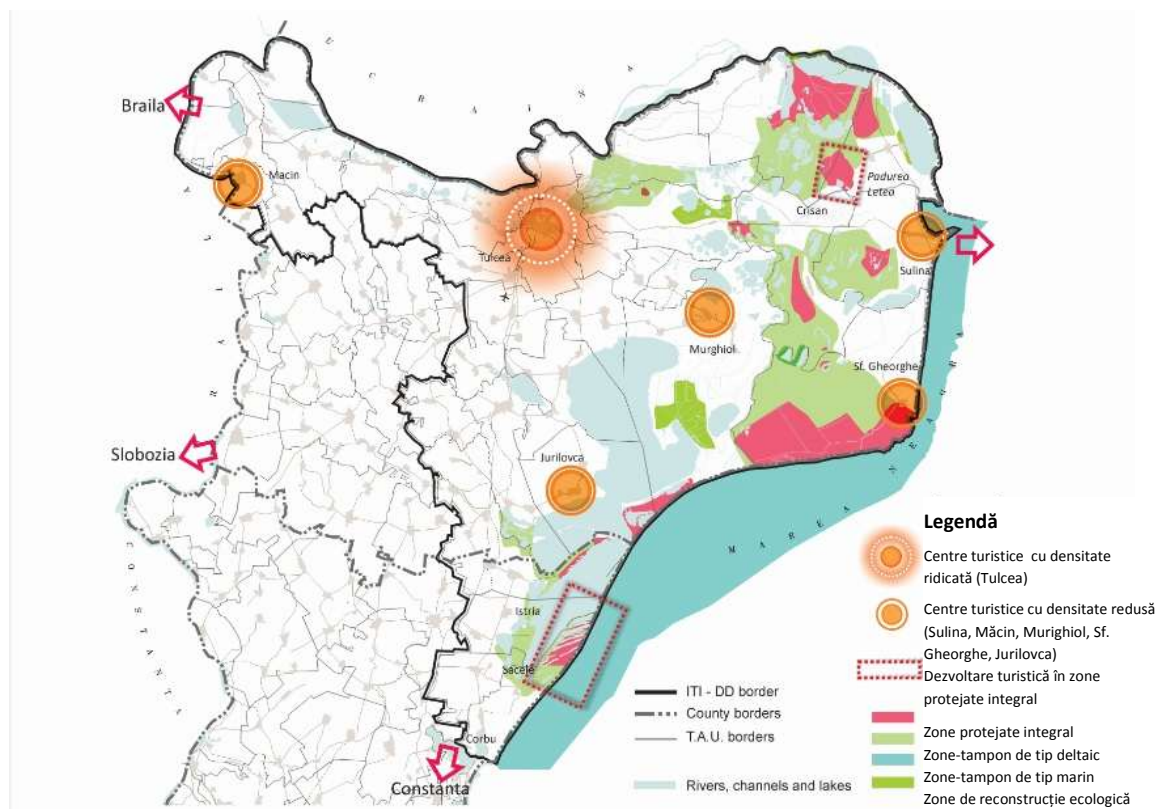 U C R A I N A
Braila
Macin
Padurea
Letea
Crisan
Tulcea
Sulina
Murghiol
Sf. Gheorghe
B R A I L A
Slobozia
Jurilovca
M A R E A N E A G R A
C O N S T A N T A
Istria
Sacele
Corbu
Constanta
ITI - DD border
County borders
T.A.U. borders
Rivers, channels and lakes
Legendă
Centre turistice cu densitate
ridicată (Tulcea)
Centre turistice cu densitate redusă
(Sulina, Măcin, Murighiol, Sf.
Gheorghe, Jurilovca)
Dezvoltare turistică în zone
protejate integral
Zone protejate integral
Zone-tampon de tip deltaic
Zone-tampon de tip marin
Zone de reconstrucție ecologică